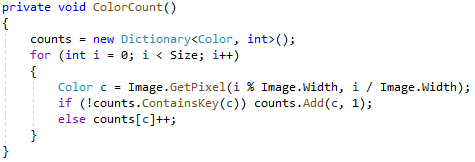 private void ColorCount()
{
    counts = new Dictionary<Color, int>();
    for (int i = 0; i < Size; i++)
    {
        Color c = Image.GetPixel(i % Image.Width, i / Image.Width);
        if (!counts.ContainsKey(c)) counts.Add(c, 1);
        else counts[c]++;
    }
}